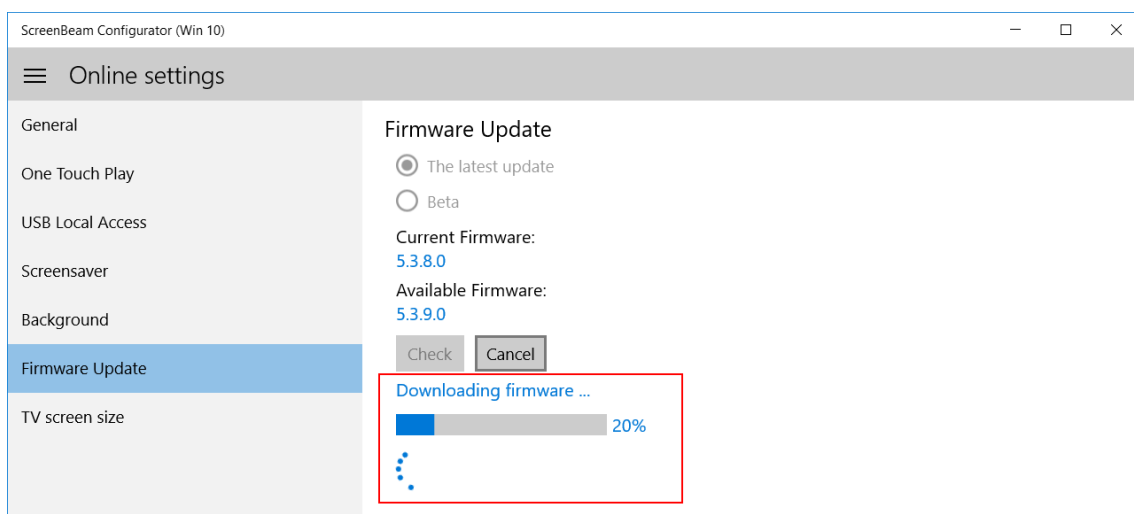 ScreenBeam Configurator (Win 10)
Online settings
General
One Touch Play
USB Local Access
Screensaver
Background
Firmware Update
TV screen size
Firmware Update
The latest update
Beta
Current Firmware:
5.3.8.0
Available Firmware:
5.3.9.0
Check Cancel
Downloading firmware ...
20%